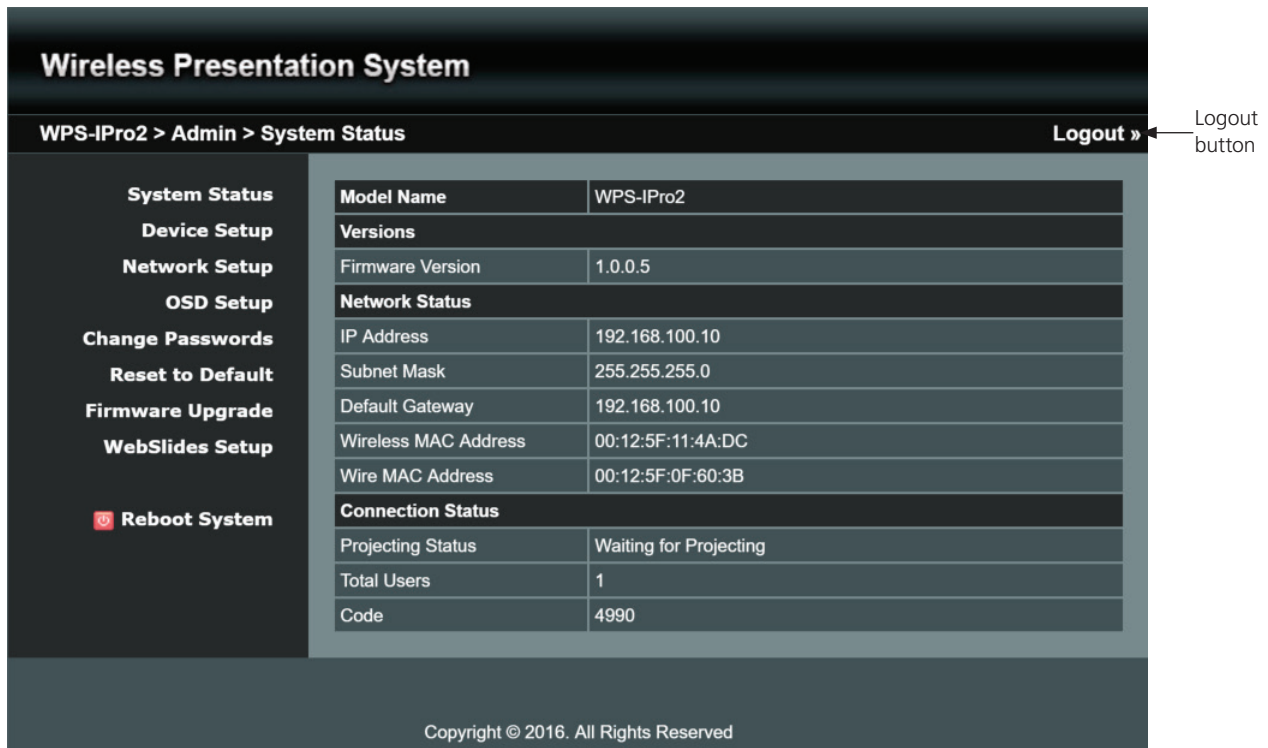 Wireless Presentation System
WPS-IPro2 > Admin > System Status
Logout »
Logout
button
System Status
Device Setup
Network Setup
OSD Setup
Change Passwords
Reset to Default
Firmware Upgrade
WebSlides Setup
Reboot System
Model Name WPS-IPro2
Versions
Firmware Version 1.0.0.5
Network Status
IP Address 192.168.100.10
Subnet Mask 255.255.255.0
Default Gateway 192.168.100.10
Wireless MAC Address 00:12:5F:11:4A:DC
Wire MAC Address 00:12:5F:0F:60:3B
Connection Status
Projecting Status Waiting for Projecting
Total Users 1
Code 4990
Copyright © 2016. All Rights Reserved